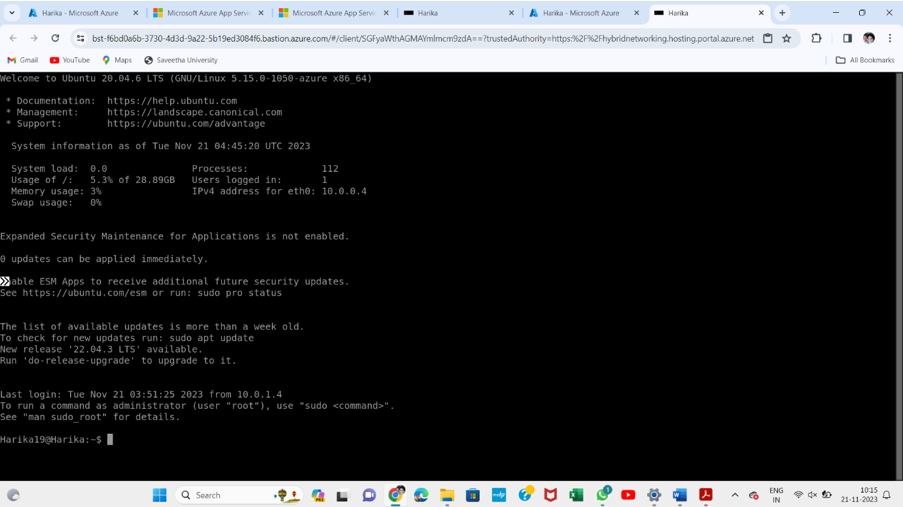 Harika - Microsoft Azure
Microsoft Azure App Serv
Microsoft Azure App Serv
Harika
Harika - Microsoft Azure
Harika
bst-f6bd0a6b-3730-4d3d-9a22-5b19ed3084f6.bastion.azure.com/#/client/SGFyaWthAGMAYmlmcm9zdA==?trustedAuthority=https:%2F%2Fhybridnetworking.hosting.portal.azure.net
Gmail YouTube Maps Saveetha University All Bookmarks
Welcome to Ubuntu 20.04.6 LTS (GNU/Linux 5.15.0-1050-azure x86_64)
* Documentation: https://help.ubuntu.com
* Management: https://landscape.canonical.com
* Support: https://ubuntu.com/advantage
System information as of Tue Nov 21 04:45:20 UTC 2023
System load: 0.0 Processes: 112
Usage of /: 5.3% of 28.89GB Users logged in: 1
Memory usage: 3% IPv4 address for eth0: 10.0.0.4
Swap usage: 0%
Expanded Security Maintenance for Applications is not enabled.
0 updates can be applied immediately.
able ESM Apps to receive additional future security updates.
See https://ubuntu.com/esm or run: sudo pro status
The list of available updates is more than a week old.
To check for new updates run: sudo apt update
New release '22.04.3 LTS' available.
Run 'do-release-upgrade' to upgrade to it.
Last login: Tue Nov 21 03:51:25 2023 from 10.0.1.4
To run a command as administrator (user "root"), use "sudo <command>".
See "man sudo_root" for details.
Harika19@Harika:~$
Search
ENG
IN
10:15
21-11-2023